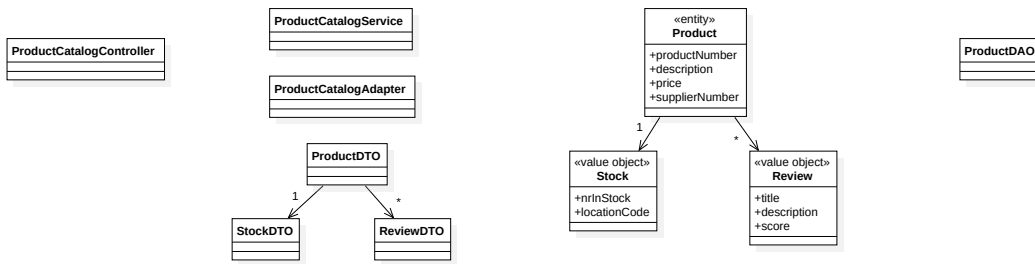 ProductCatalogController
ProductCatalogService
ProductCatalogAdapter
ProductDTO
1
*
StockDTO
ReviewDTO
«entity»
Product
+productNumber
+description
+price
+supplierNumber
1
*
«value object»
Stock
+nrInStock
+locationCode
«value object»
Review
+title
+description
+score
ProductDAO